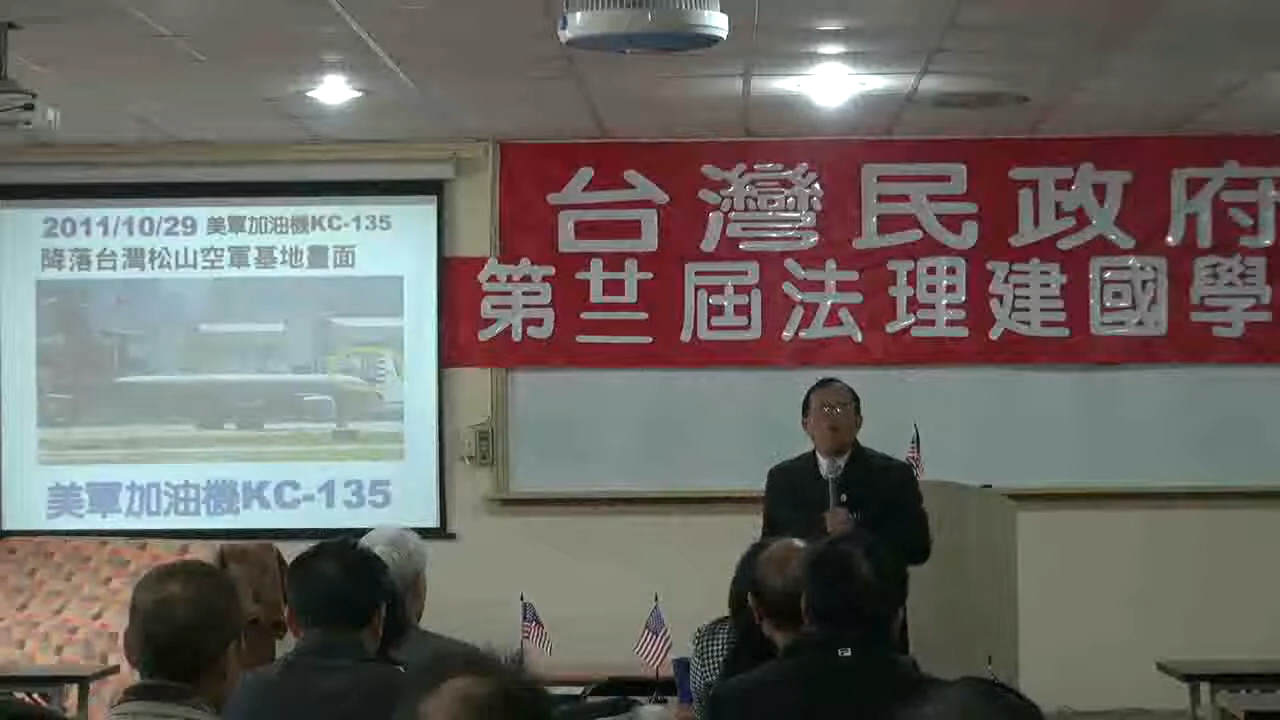 2011/10/29 美軍加油機KC-135
降落台灣松山空軍基地畫面
美軍加油機KC-135
台灣民政府
第廿二屆法理建國學